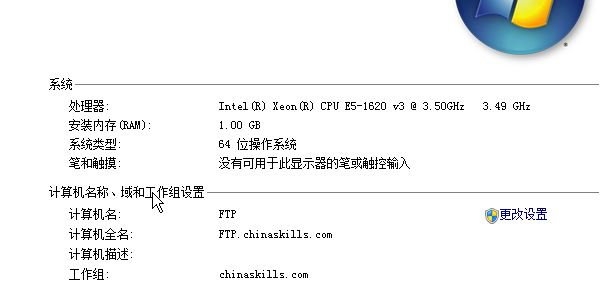 系统
处理器: Intel(R) Xeon(R) CPU E5-1620 v3 @ 3.50GHz 3.49 GHz
安装内存(RAM): 1.00 GB
系统类型: 64 位操作系统
笔和触摸: 没有可用于此显示器的笔或触控输入
计算机名称、域和工作组设置
计算机名: FTP 更改设置
计算机全名: FTP.chinaskills.com
计算机描述:
工作组: chinaskills.com